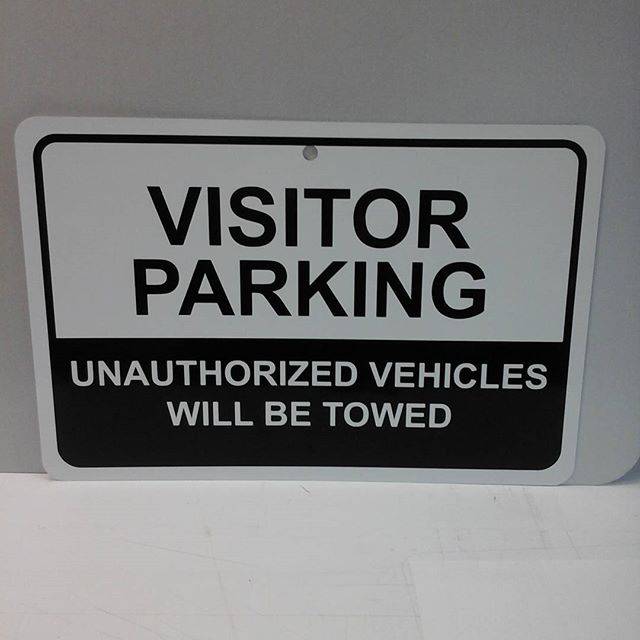 VISITOR
PARKING
UNAUTHORIZED VEHICLES
WILL BE TOWED